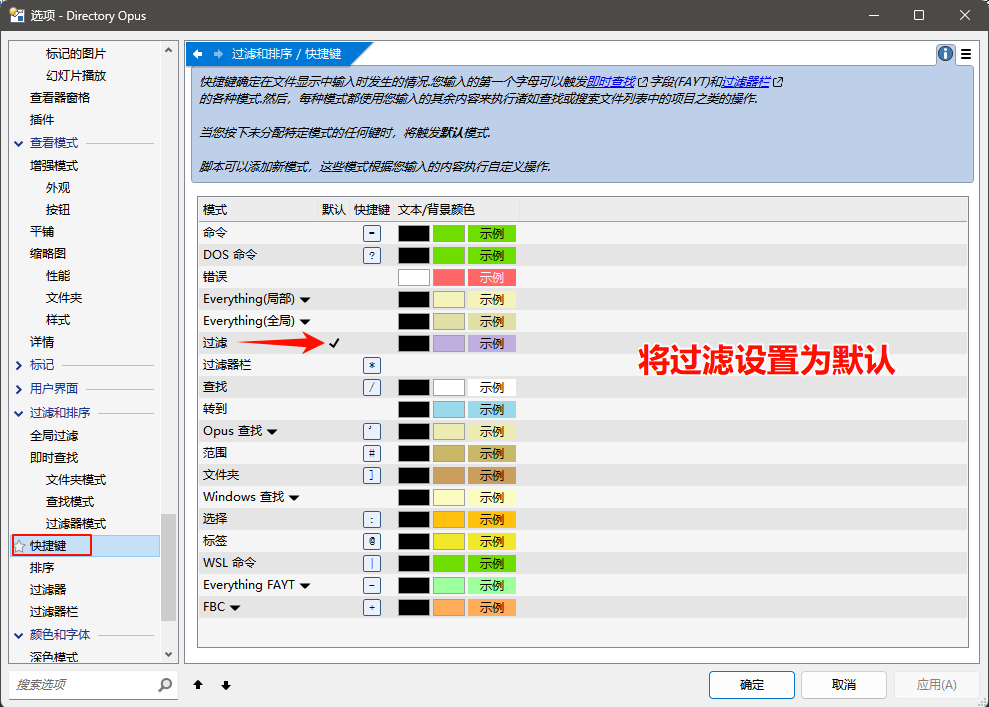 选项 - Directory Opus
标记的图片
幻灯片播放
查看器窗格
插件
查看模式
增强模式
外观
按钮
平铺
缩略图
性能
文件夹
样式
详情
标记
用户界面
过滤和排序
全局过滤
即时查找
文件夹模式
查找模式
过滤器模式
快捷键
排序
过滤器
过滤器栏
颜色和字体
深色模式
搜索选项
过滤和排序 / 快捷键
快捷键确定在文件显示中输入时发生的情况.您输入的第一个字母可以触发即时查找字段(FAYT)和过滤器栏
的各种模式.然后，每种模式都使用您输入的其余内容来执行诸如查找或搜索文件列表中的项目之类的操作.
当您按下未分配特定模式的任何键时，将触发默认模式.
脚本可以添加新模式，这些模式根据您输入的内容执行自定义操作.
模式 默认 快捷键 文本/背景颜色
命令 - 示例
DOS 命令 ? 示例
错误 示例
Everything(局部) 示例
Everything(全局) 示例
过滤 示例
过滤器栏 *
查找 / 示例
转到 示例
Opus 查找 ' 示例
范围 # 示例
文件夹 ] 示例
Windows 查找 示例
选择 : 示例
标签 @ 示例
WSL 命令 | 示例
Everything FAYT − 示例
FBC + 示例
将过滤设置为默认
确定 取消 应用(A)